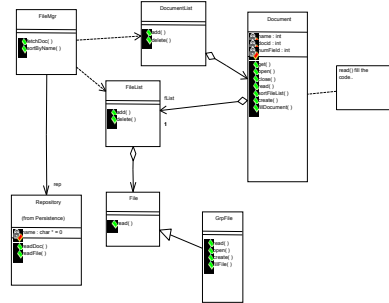 FileMgr
fetchDoc( )
sortByName( )
DocumentList
add( )
delete( )
Document
name : int
docid : int
numField : int
get( )
open( )
close( )
read( )
sortFileList( )
create( )
fillDocument( )
read() fill the
code..
FileList
add( )
delete( )
fList
1
rep
Repository
(from Persistence)
name : char * = 0
readDoc( )
readFile( )
File
read( )
GrpFile
read( )
open( )
create( )
fillFile( )